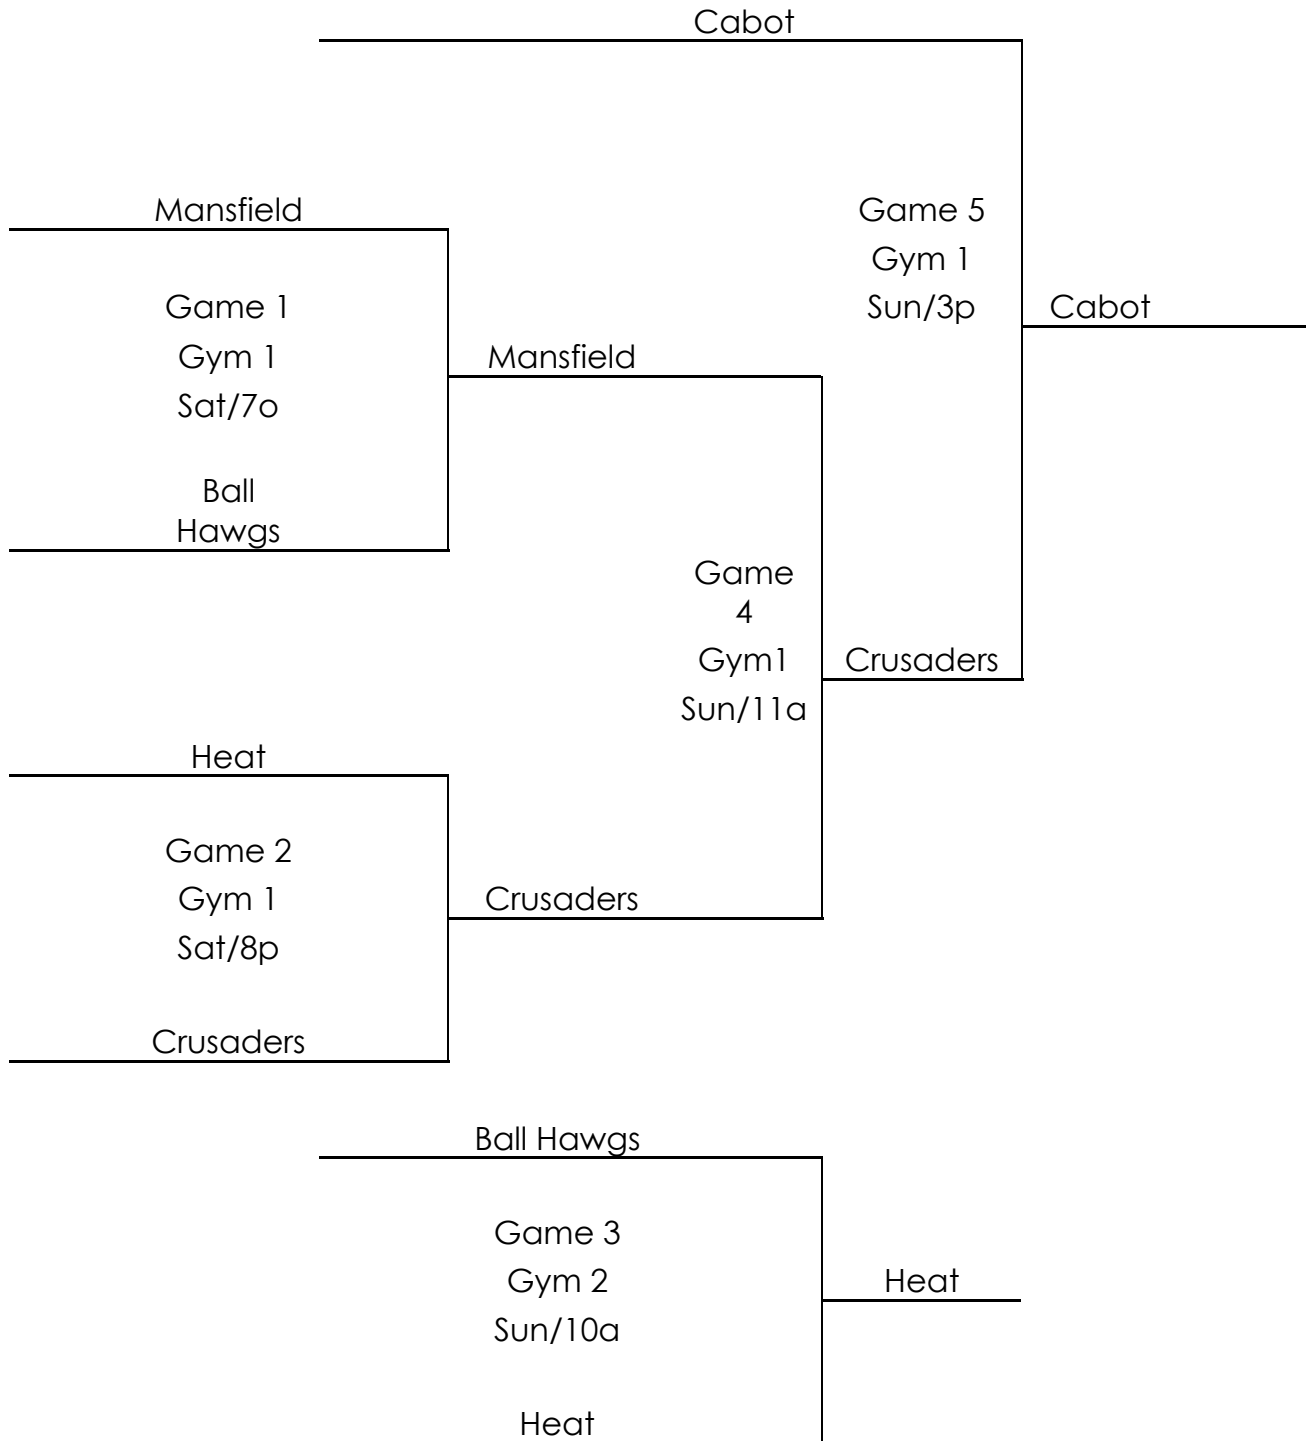 Cabot
Mansfield
Game 5
Gym 1
Sun/3p
Game 1
Gym 1
Sat/7o
Cabot
Mansfield
Ball
Hawgs
Game
4
Gym1
Sun/11a
Crusaders
Heat
Game 2
Gym 1
Sat/8p
Crusaders
Crusaders
Ball Hawgs
Game 3
Gym 2
Sun/10a
Heat
Heat